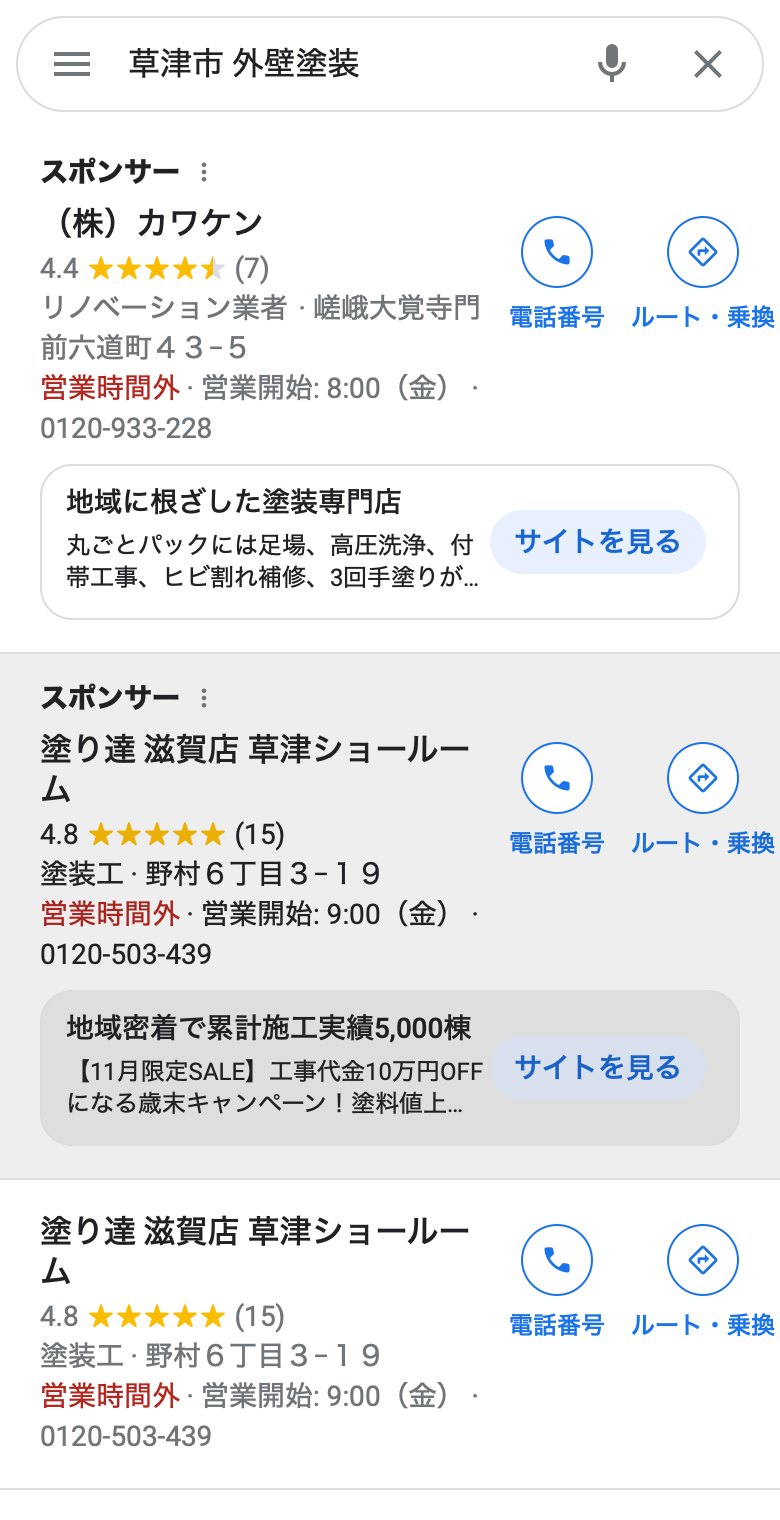 草津市 外壁塗装
スポンサー
（株）カワケン
4.4 (7)
リノベーション業者 · 嵯峨大覚寺門
前六道町４３−５
営業時間外 · 営業開始: 8:00（金） ·
0120-933-228
電話番号
ルート・乗換
地域に根ざした塗装専門店
丸ごとパックには足場、高圧洗浄、付
帯工事、ヒビ割れ補修、3回手塗りが...
サイトを見る
スポンサー
塗り達 滋賀店 草津ショールー
ム
4.8 (15)
塗装工 · 野村６丁目３−１９
営業時間外 · 営業開始: 9:00（金） ·
0120-503-439
電話番号
ルート・乗換
地域密着で累計施工実績5,000棟
【11月限定SALE】工事代金10万円OFF
になる歳末キャンペーン！塗料値上...
サイトを見る
塗り達 滋賀店 草津ショールー
ム
4.8 (15)
塗装工 · 野村６丁目３−１９
営業時間外 · 営業開始: 9:00（金） ·
0120-503-439
電話番号
ルート・乗換